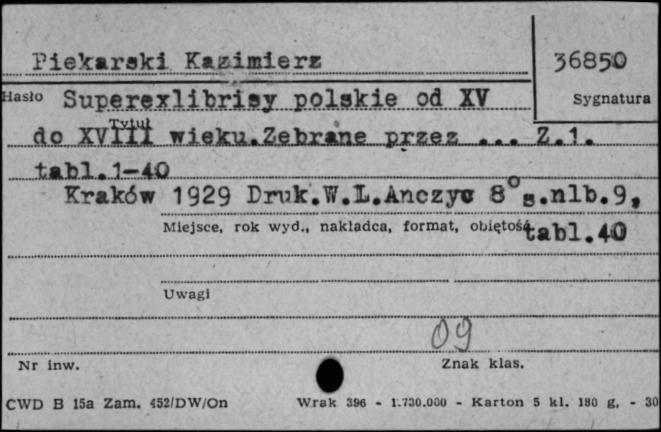 Piekarski Kazimierz
36850
Hasło
Superexlibrisy polskie od XV
Sygnatura
Tytuł
do XVIII wieku.Zebrane przez ... Z.1.
tabl.1-40
Kraków 1929 Druk.W.L.Anczyc 8° s.nlb.9,
Miejsce, rok wyd., nakładca, format, objętość
tabl.40
Uwagi
09
Nr inw.
Znak klas.
CWD B 15a Zam. 452/DW/On
Wrak 396 - 1.730.000 - Karton 5 kl. 180 g. - 30